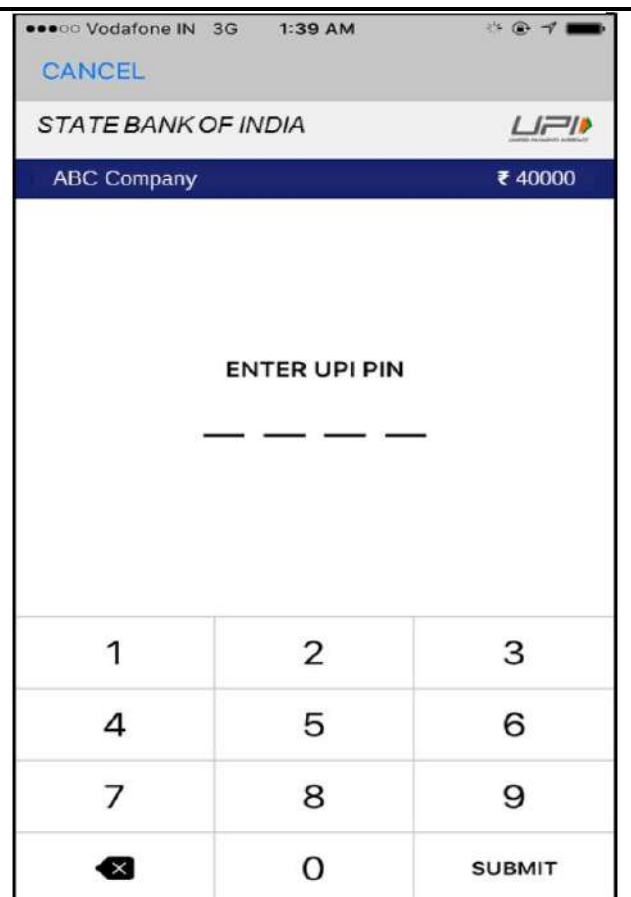 Vodafone IN 3G 1:39 AM
CANCEL
STATE BANK OF INDIA UPI
ABC Company ₹ 40000
ENTER UPI PIN
1 2 3
4 5 6
7 8 9
0 SUBMIT